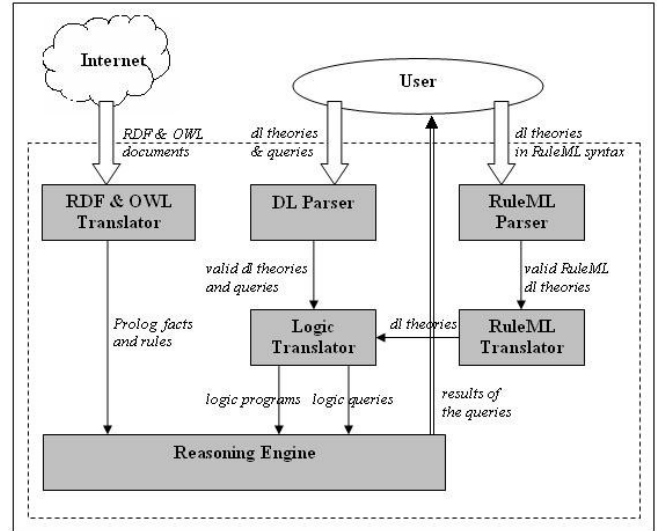 Internet
User
RDF & OWL
documents
dl theories
& queries
dl theories
in RuleML syntax
RDF & OWL
Translator
DL Parser
RuleML
Parser
valid dl theories
and queries
valid RuleML
dl theories
Prolog facts
and rules
Logic
Translator
dl theories
RuleML
Translator
logic programs
logic queries
results of
the queries
Reasoning Engine